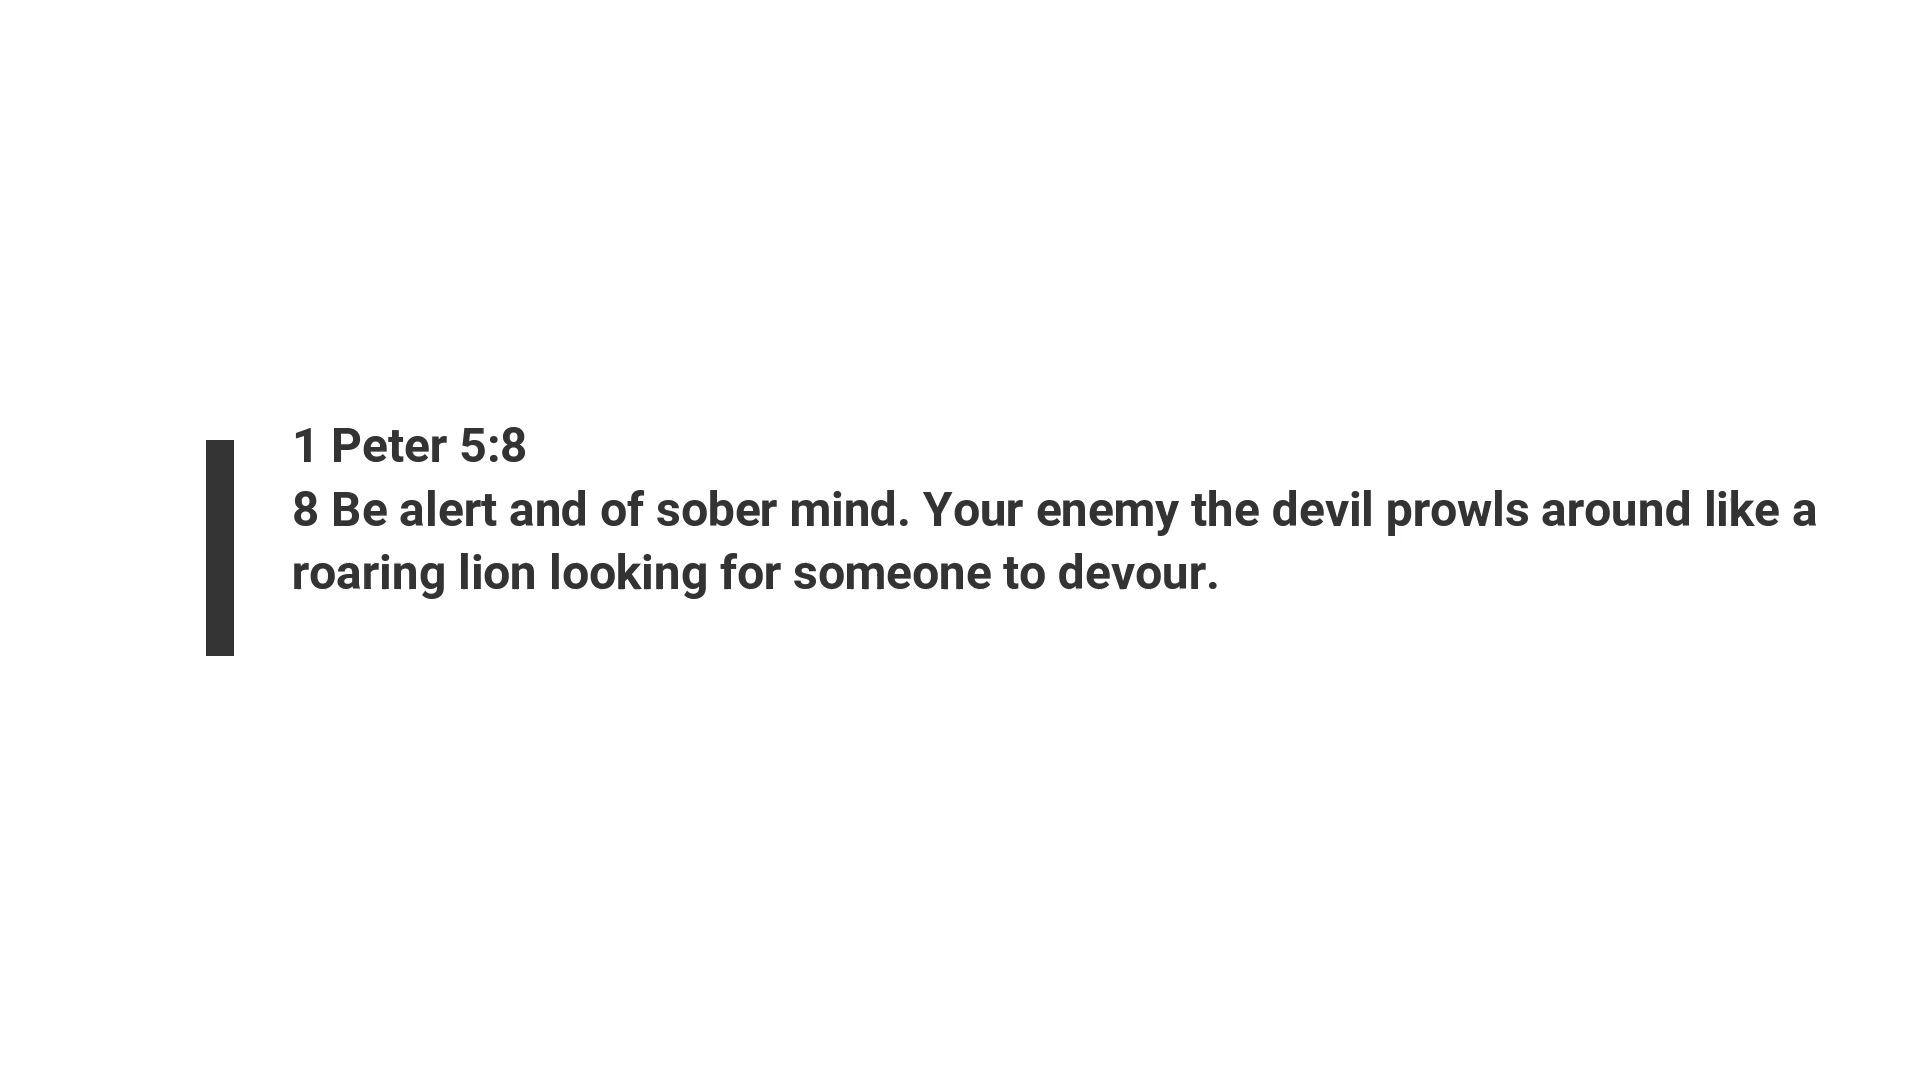 1 Peter 5:8
8 Be alert and of sober mind. Your enemy the devil prowls around like a
roaring lion looking for someone to devour.